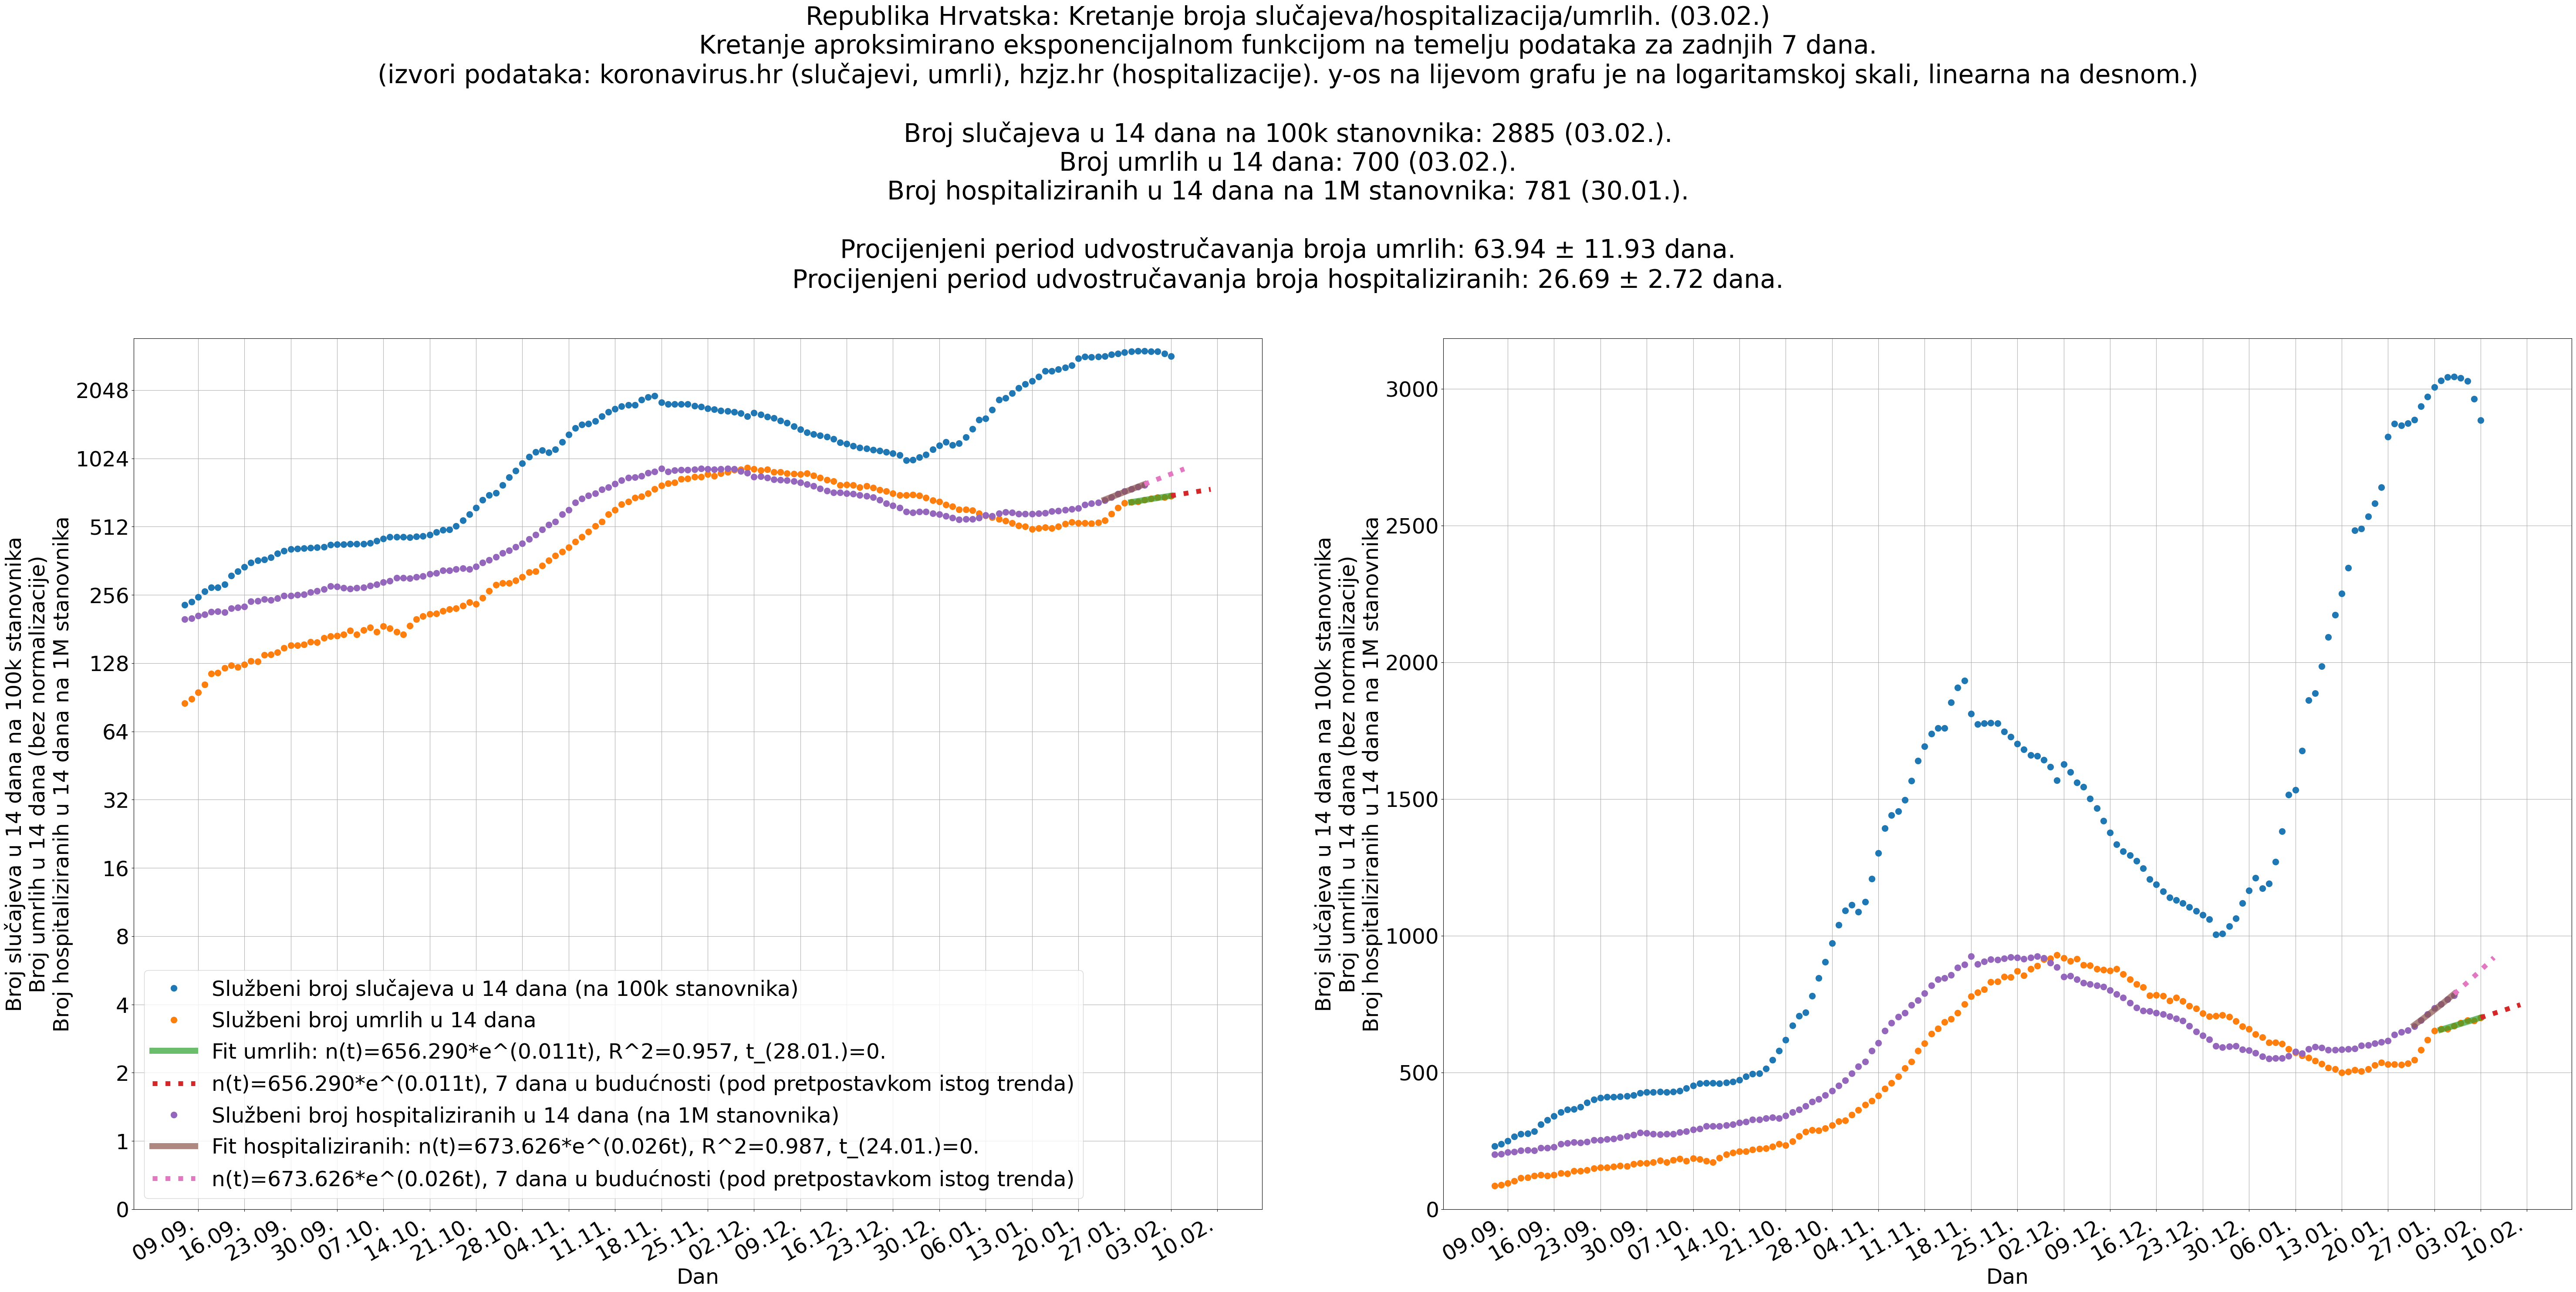 Republika Hrvatska: Kretanje broja slučajeva/hospitalizacija/umrlih. (03.02.)
Kretanje aproksimirano eksponencijalnom funkcijom na temelju podataka za zadnjih 7 dana.
(izvori podataka: koronavirus.hr (slučajevi, umrli), hzjz.hr (hospitalizacije). y-os na lijevom grafu je na logaritamskoj skali, linearna na desnom.)
Broj slučajeva u 14 dana na 100k stanovnika: 2885 (03.02.).
Broj umrlih u 14 dana: 700 (03.02.).
Broj hospitaliziranih u 14 dana na 1M stanovnika: 781 (30.01.).
Procijenjeni period udvostručavanja broja umrlih: 63.94 ± 11.93 dana.
Procijenjeni period udvostručavanja broja hospitaliziranih: 26.69 ± 2.72 dana.
Broj slučajeva u 14 dana na 100k stanovnika
Broj umrlih u 14 dana (bez normalizacije)
Broj hospitaliziranih u 14 dana na 1M stanovnika
2048
1024
512
256
128
64
32
16
8
4
2
1
0
Službeni broj slučajeva u 14 dana (na 100k stanovnika)
Službeni broj umrlih u 14 dana
Fit umrlih: n(t)=656.290*e^(0.011t), R^2=0.957, t_(28.01.)=0.
n(t)=656.290*e^(0.011t), 7 dana u budućnosti (pod pretpostavkom istog trenda)
Službeni broj hospitaliziranih u 14 dana (na 1M stanovnika)
Fit hospitaliziranih: n(t)=673.626*e^(0.026t), R^2=0.987, t_(24.01.)=0.
n(t)=673.626*e^(0.026t), 7 dana u budućnosti (pod pretpostavkom istog trenda)
09.09. 16.09. 23.09. 30.09. 07.10. 14.10. 21.10. 28.10. 04.11. 11.11. 18.11. 25.11. 02.12. 09.12. 16.12. 23.12. 30.12. 06.01. 13.01. 20.01. 27.01. 03.02. 10.02.
Dan
Broj slučajeva u 14 dana na 100k stanovnika
Broj umrlih u 14 dana (bez normalizacije)
Broj hospitaliziranih u 14 dana na 1M stanovnika
3000
2500
2000
1500
1000
500
0
09.09. 16.09. 23.09. 30.09. 07.10. 14.10. 21.10. 28.10. 04.11. 11.11. 18.11. 25.11. 02.12. 09.12. 16.12. 23.12. 30.12. 06.01. 13.01. 20.01. 27.01. 03.02. 10.02.
Dan